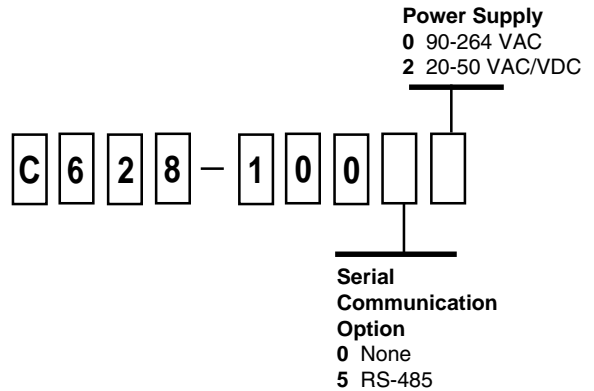 Power Supply
0 90-264 VAC
2 20-50 VAC/VDC
C 6 2 8 – 1 0 0
Serial
Communication
Option
0 None
5 RS-485